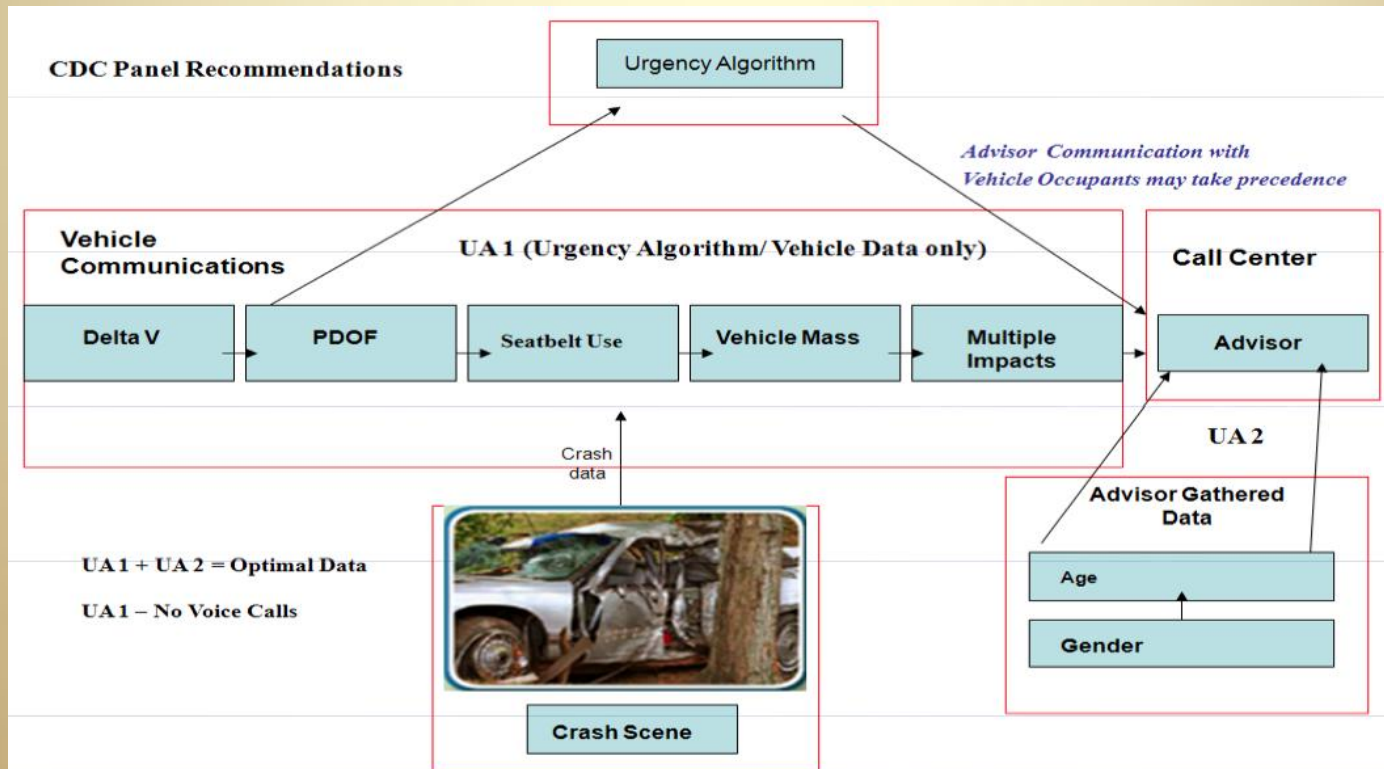 CDC Panel Recommendations
Urgency Algorithm
Advisor Communication with
Vehicle Occupants may take precedence
Vehicle
Communications
UA 1 (Urgency Algorithm/ Vehicle Data only)
Call Center
Delta V
PDOF
Seatbelt Use
Vehicle Mass
Multiple
Impacts
Advisor
UA 2
Crash
data
Advisor Gathered
Data
UA 1 + UA 2 = Optimal Data
Age
UA 1 – No Voice Calls
Gender
Crash Scene